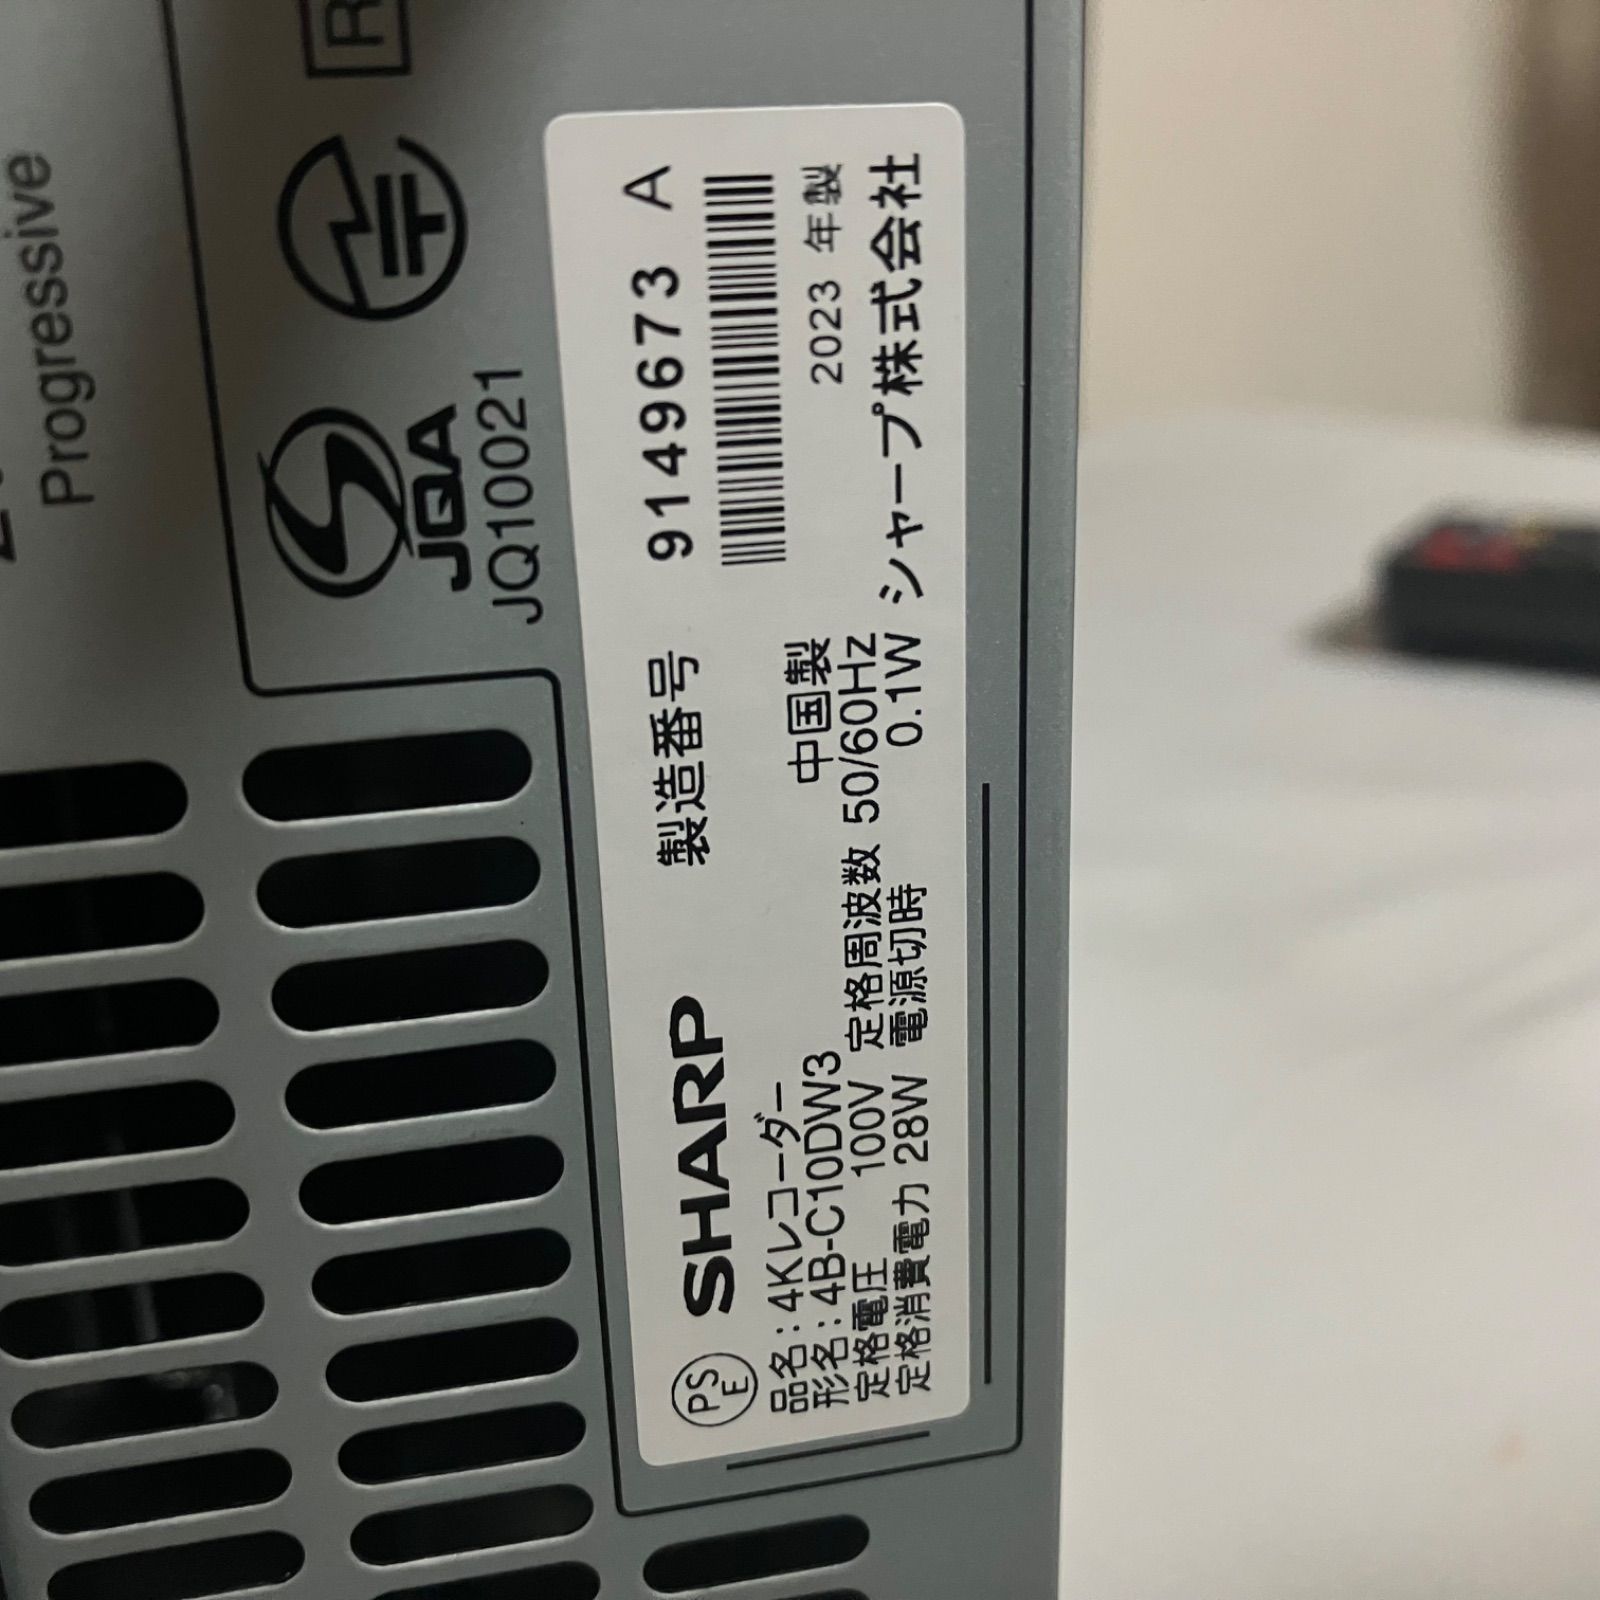 Progressive
R
JQA
JQ10021
PS E SHARP 製造番号 9149673 A
品名:4Kレコーダー 中国製 2023 年製
形名:4B-C10DW3
定格電圧 100V 定格周波数 50/60Hz
定格消費電力 28W 電源切時 0.1W シャープ株式会社